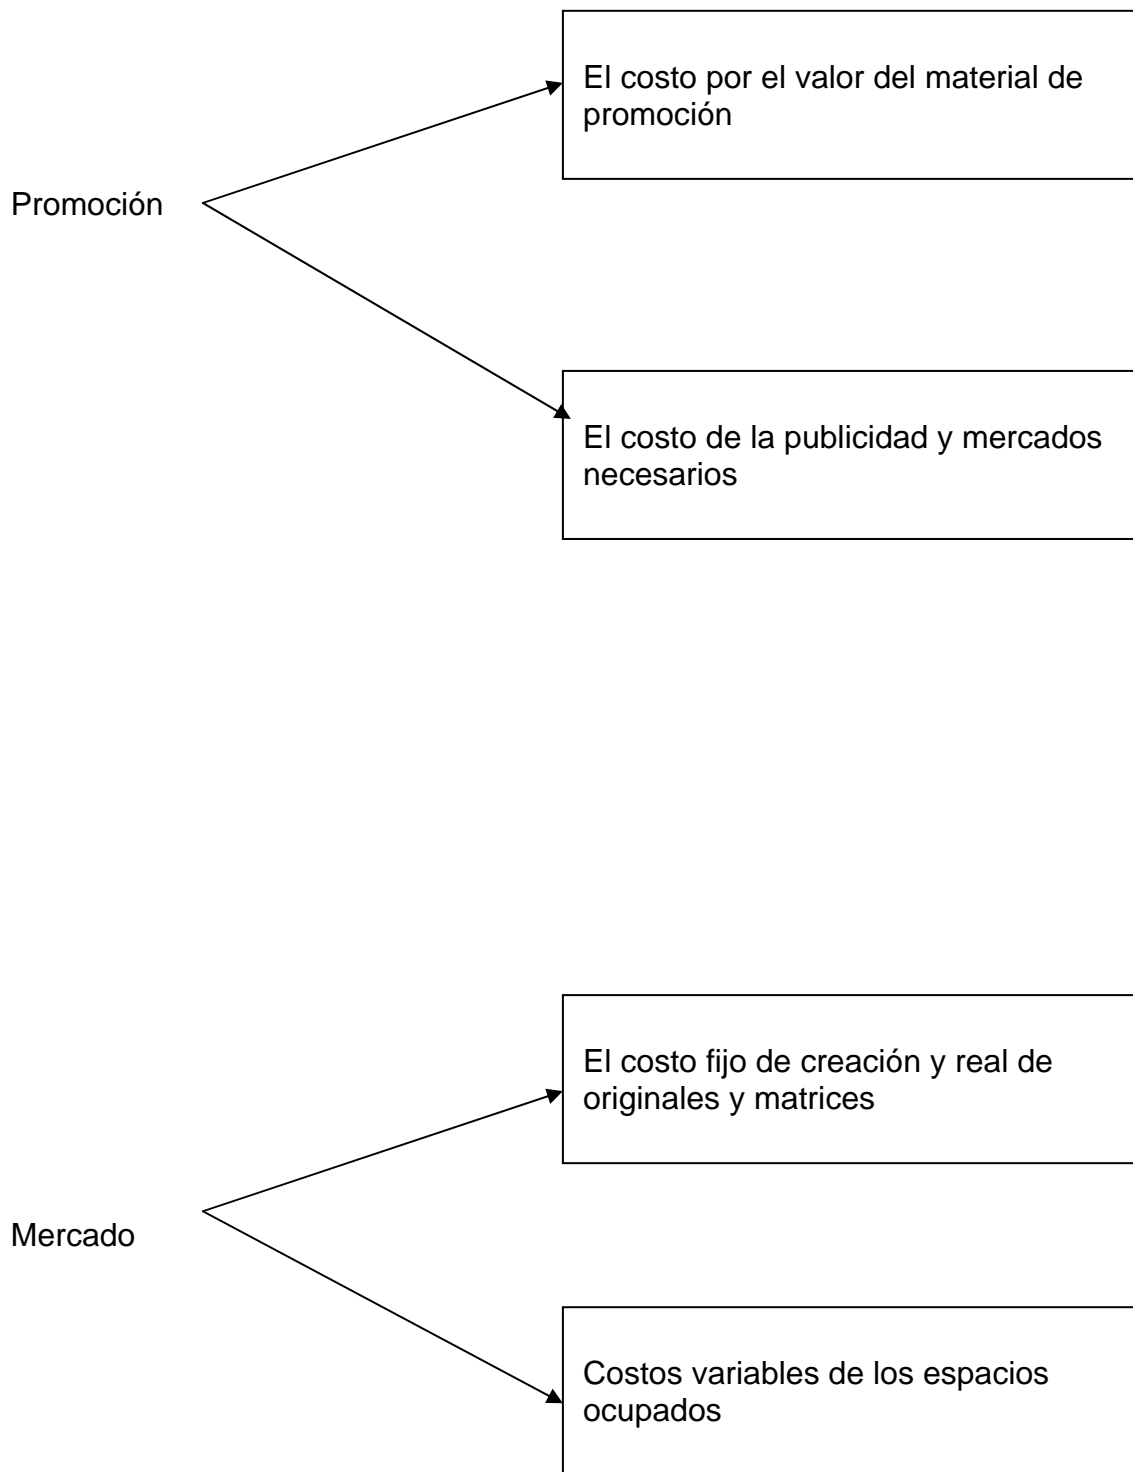 El costo por el valor del material de
promoción
Promoción
El costo de la publicidad y mercados
necesarios
El costo fijo de creación y real de
originales y matrices
Mercado
Costos variables de los espacios
ocupados